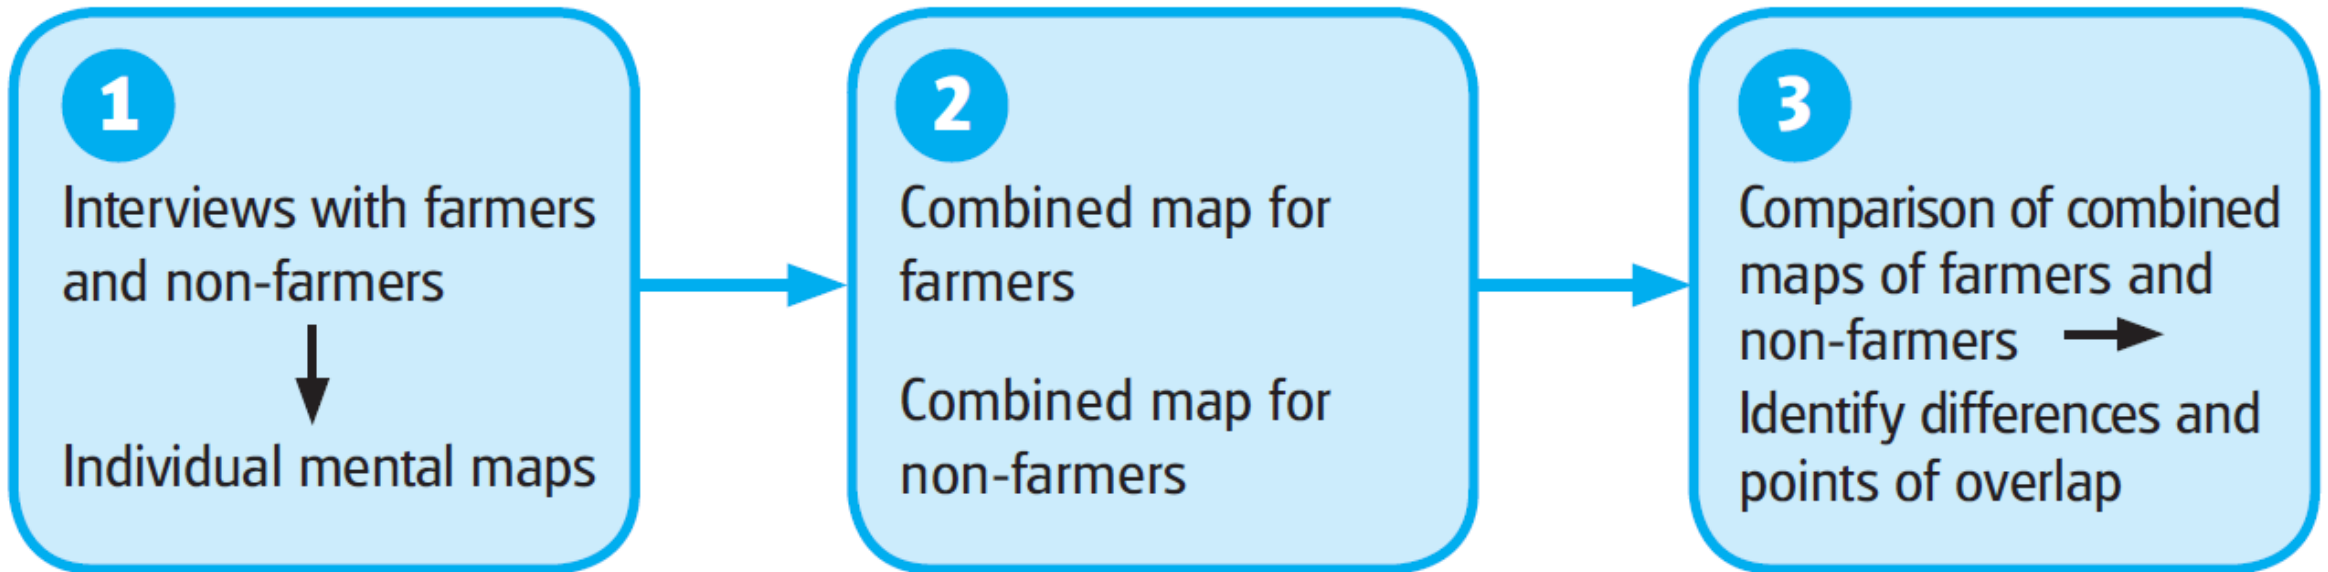 1
Interviews with farmers
and non-farmers
Individual mental maps
2
Combined map for
farmers
Combined map for
non-farmers
3
Comparison of combined
maps of farmers and
non-farmers
Identify differences and
points of overlap